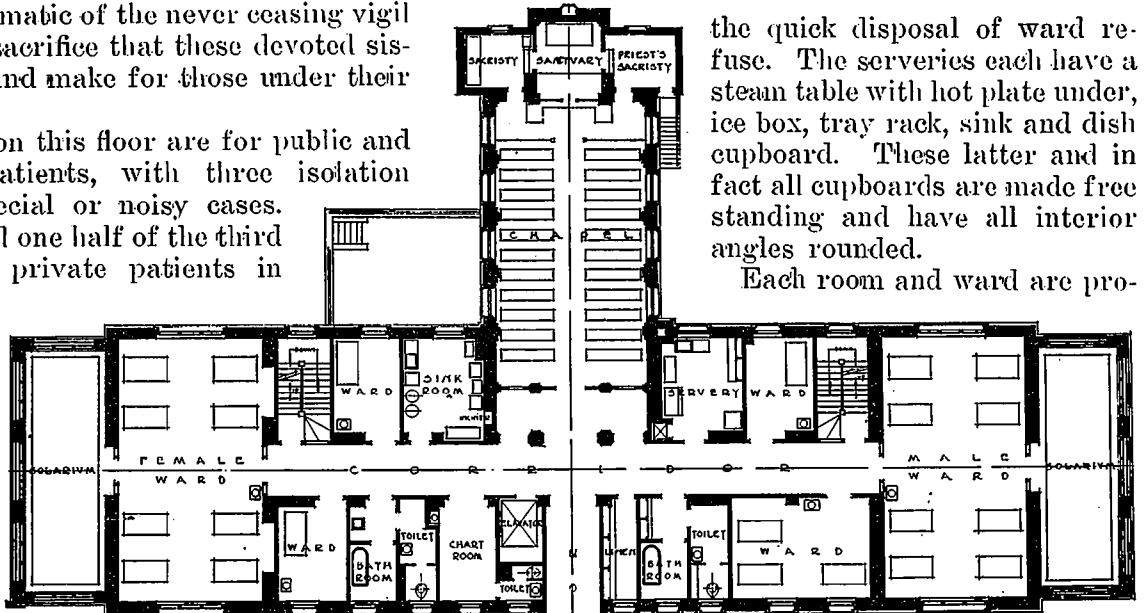 matic of the never ceasing vigil
sacrifice that these devoted sis-
nd make for those under their
on this floor are for public and
atients, with three isolation
ecial or noisy cases.
l one half of the third
private patients in
the quick disposal of ward re-
fuse. The serveries each have a
steam table with hot plate under,
ice box, tray rack, sink and dish
cupboard. These latter and in
fact all cupboards are made free
standing and have all interior
angles rounded.
Each room and ward are pro-
SACRISTY
SANCTUARY
PRIEST'S
SACRISTY
CHAPEL
DOWN
WARD
SINK
ROOM
SERVERY
WARD
SOLARIUM
FEMALE
WARD
CORRIDOR
MALE
WARD
SOLARIUM
WARD
BATH
ROOM
TOILET
CHART
ROOM
ELEVATOR
TOILET
LINEN
BATH
ROOM
TOILET
WARD